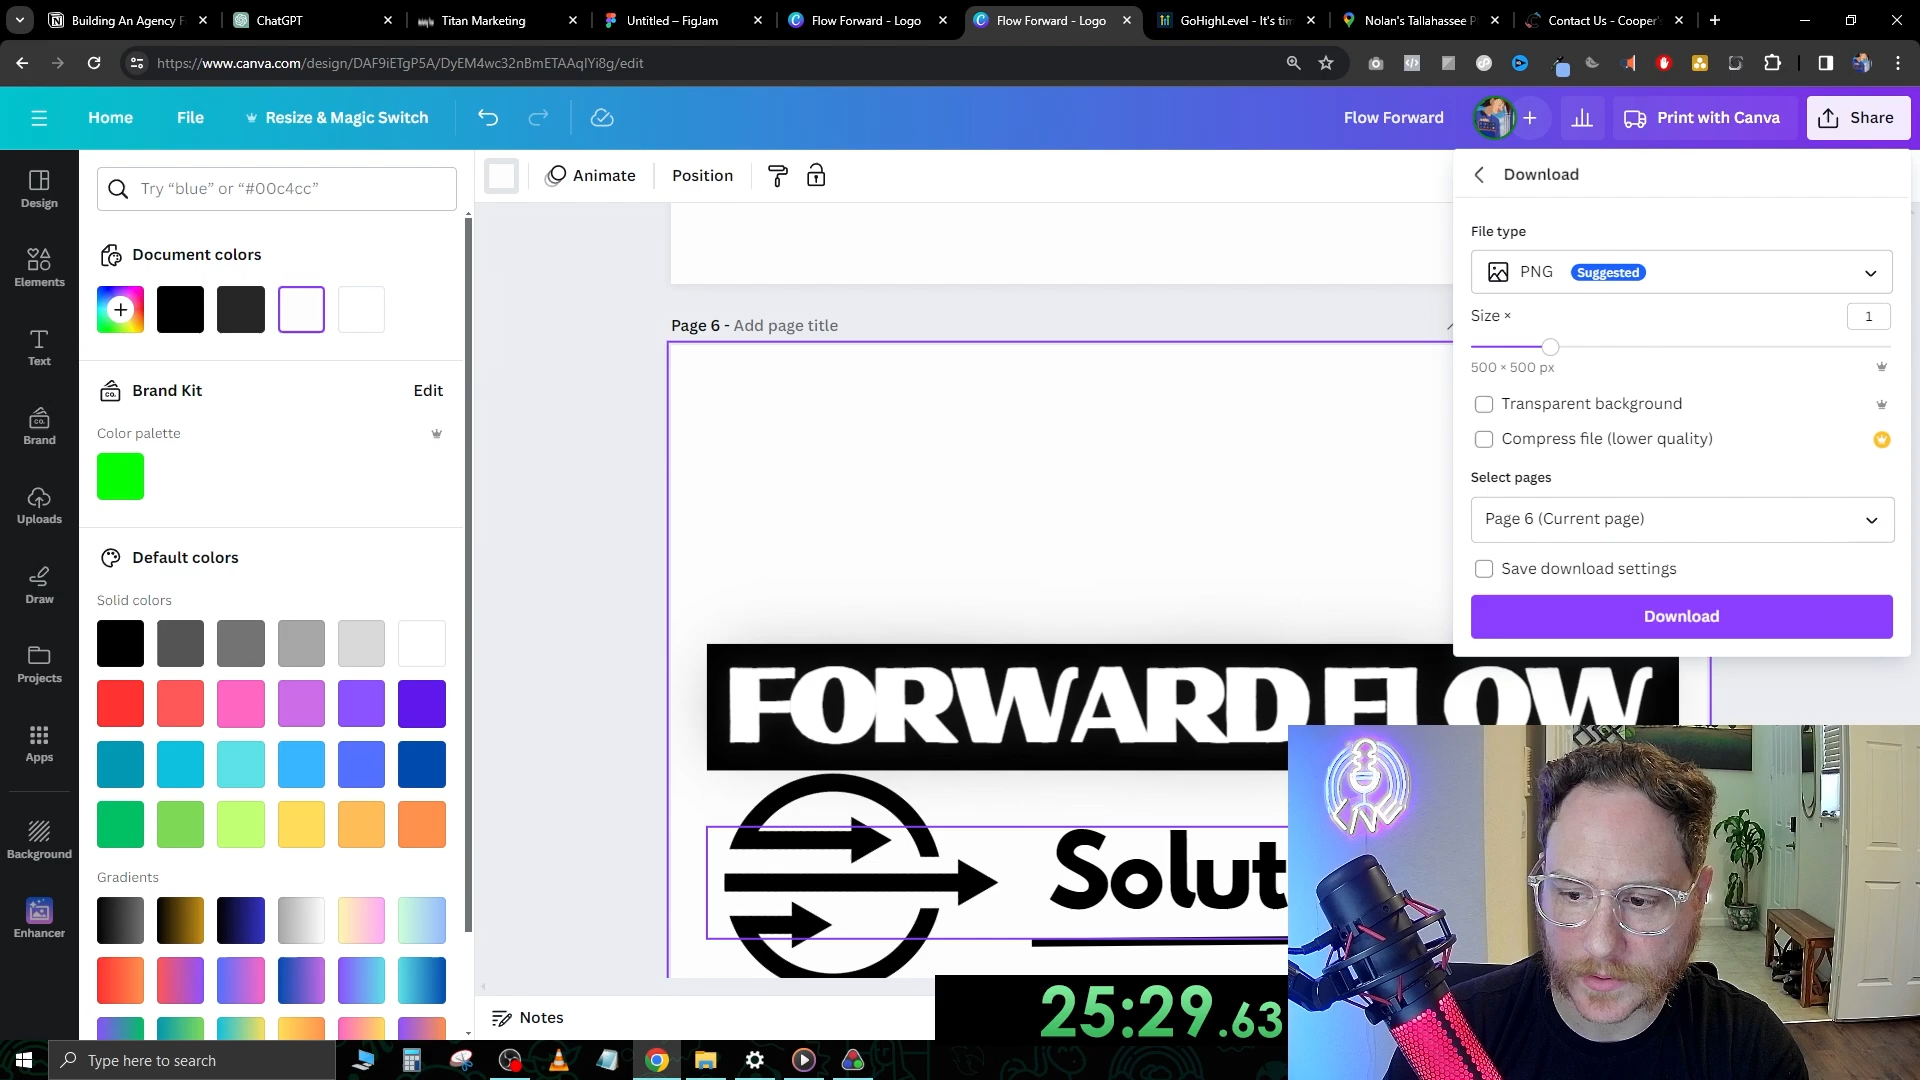 Building An Agency F
ChatGPT
Titan Marketing
Untitled – FigJam
Flow Forward - Logo
Flow Forward - Logo
GoHighLevel - It's tim
Nolan's Tallahassee P
Contact Us - Cooper'
https://www.canva.com/design/DAF9iETgP5A/DyEM4wc32nBmETAAqIYi8g/edit
Home
File
Resize & Magic Switch
Flow Forward
Print with Canva
Share
Design
Elements
Text
Brand
Uploads
Draw
Projects
Apps
Background
Enhancer
Try “blue” or “#00c4cc”
Document colors
Brand Kit
Edit
CO.
Color palette
Default colors
Solid colors
Gradients
Animate
Position
Page 6 - Add page title
FORWARD FLOW
Solut
Notes
Download
File type
PNG
Suggested
Size ×
1
500 × 500 px
Transparent background
Compress file (lower quality)
Select pages
Page 6 (Current page)
Save download settings
Download
25:29.63
LIVE
Type here to search